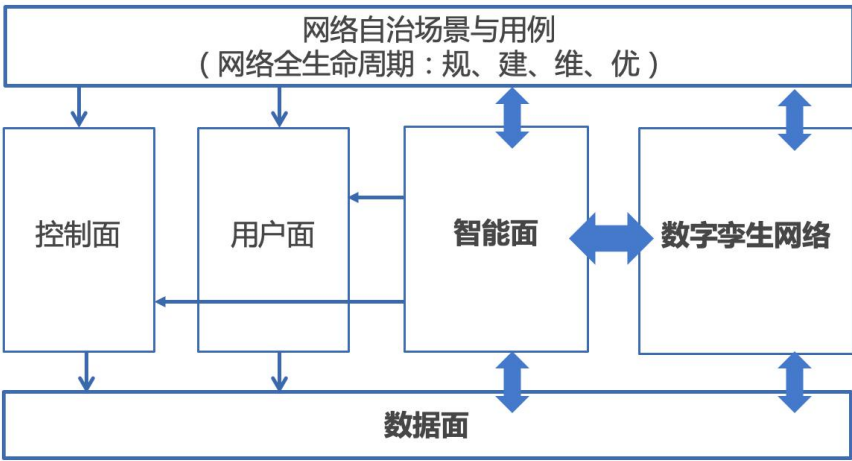 网络自治场景与用例
（网络全生命周期：规、建、维、优）
控制面
用户面
智能面
数字孪生网络
数据面